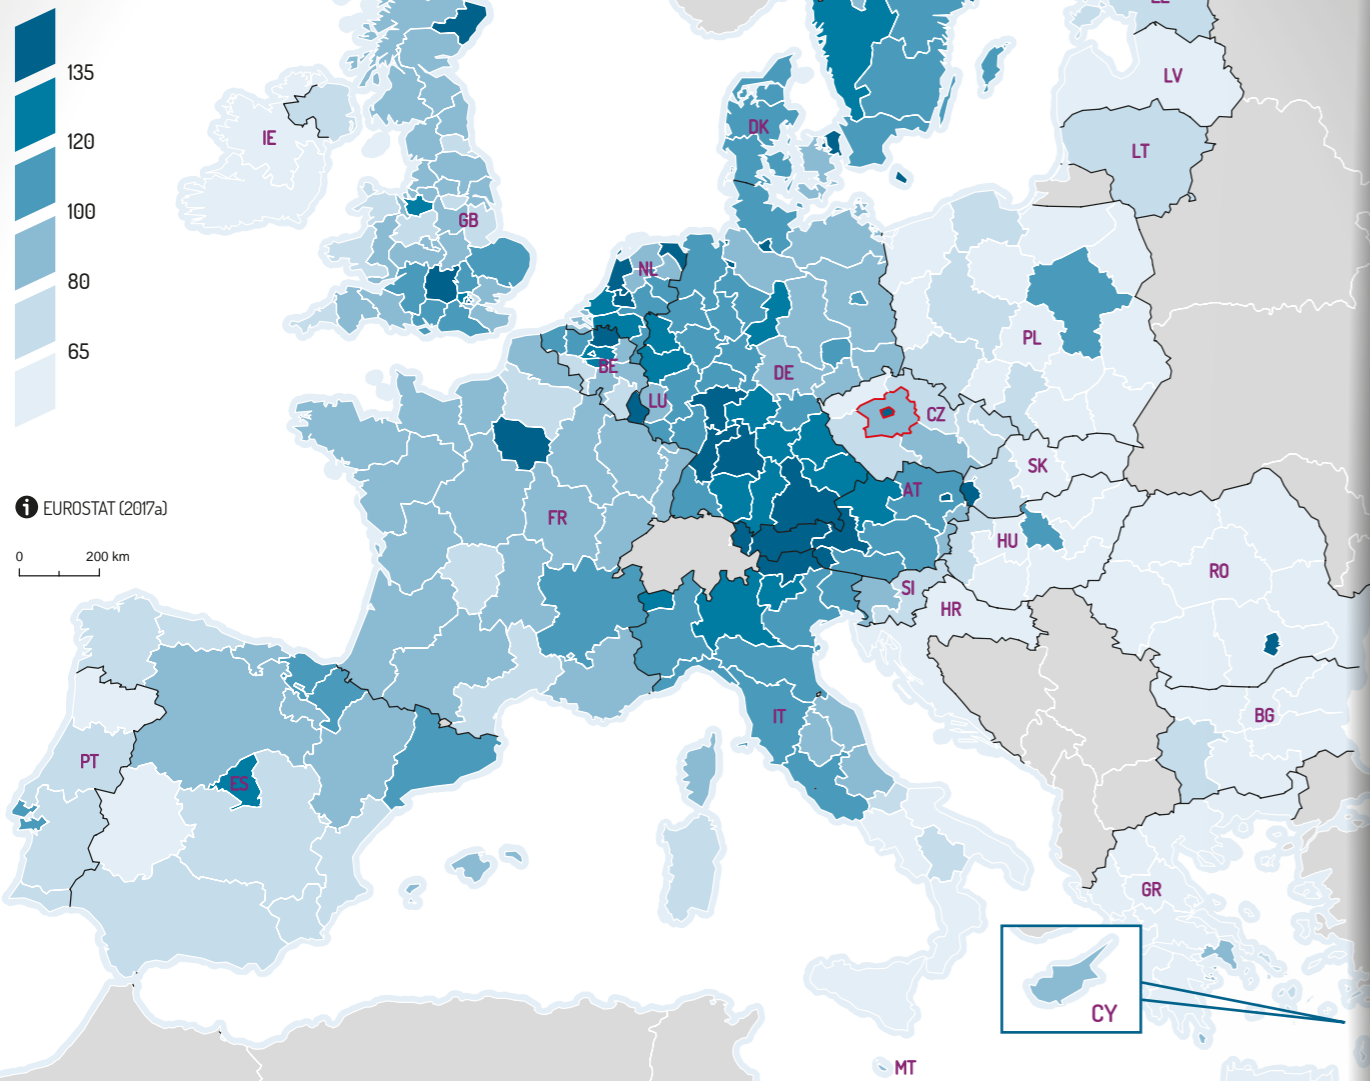 135
120
100
80
65
i EUROSTAT (2017a)
0 200 km
LV
LT
IE
DK
GB
NL
PL
BE
DE
LU
CZ
SK
AT
FR
HU
RO
SI
HR
IT
BG
PT
ES
GR
CY
MT